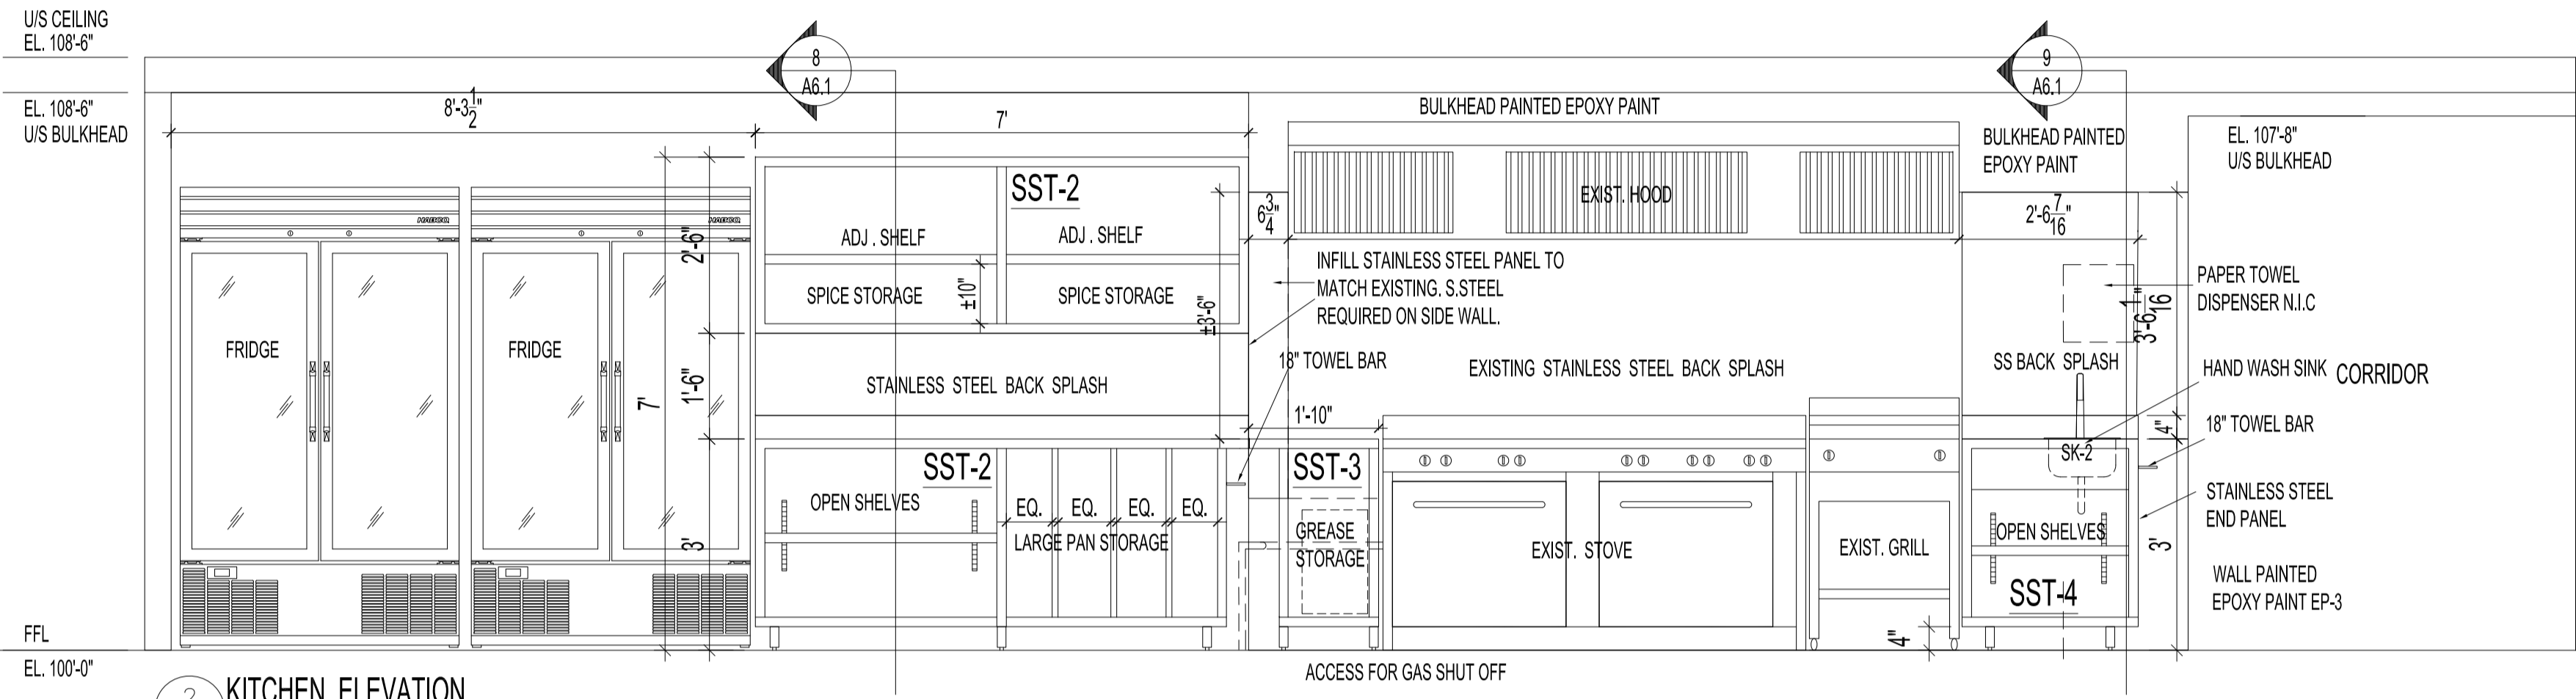 U/S CEILING
EL. 108'-6"
EL. 108'-6"
U/S BULKHEAD
8'-3 1/2"
7'
8
A6.1
BULKHEAD PAINTED EPOXY PAINT
9
A6.1
BULKHEAD PAINTED
EPOXY PAINT
EL. 107'-8"
U/S BULKHEAD
HABCO
HABCO
FRIDGE
FRIDGE
2'-6"
1'-6"
7'
3'
SST-2
ADJ . SHELF
ADJ . SHELF
SPICE STORAGE
SPICE STORAGE
±10"
±3'-6"
6 3/4"
EXIST. HOOD
2'-6 7/16"
INFILL STAINLESS STEEL PANEL TO
MATCH EXISTING. S.STEEL
REQUIRED ON SIDE WALL.
18" TOWEL BAR
STAINLESS STEEL BACK SPLASH
EXISTING STAINLESS STEEL BACK SPLASH
SS BACK SPLASH
PAPER TOWEL
DISPENSER N.I.C
3'-6 1/16"
HAND WASH SINK
CORRIDOR
18" TOWEL BAR
1'-10"
4"
SST-2
OPEN SHELVES
EQ.
EQ.
EQ.
EQ.
LARGE PAN STORAGE
SST-3
GREASE
STORAGE
EXIST. STOVE
EXIST. GRILL
SK-2
OPEN SHELVES
SST-4
STAINLESS STEEL
END PANEL
3'
WALL PAINTED
EPOXY PAINT EP-3
4"
FFL
EL. 100'-0"
ACCESS FOR GAS SHUT OFF
2
KITCHEN ELEVATION